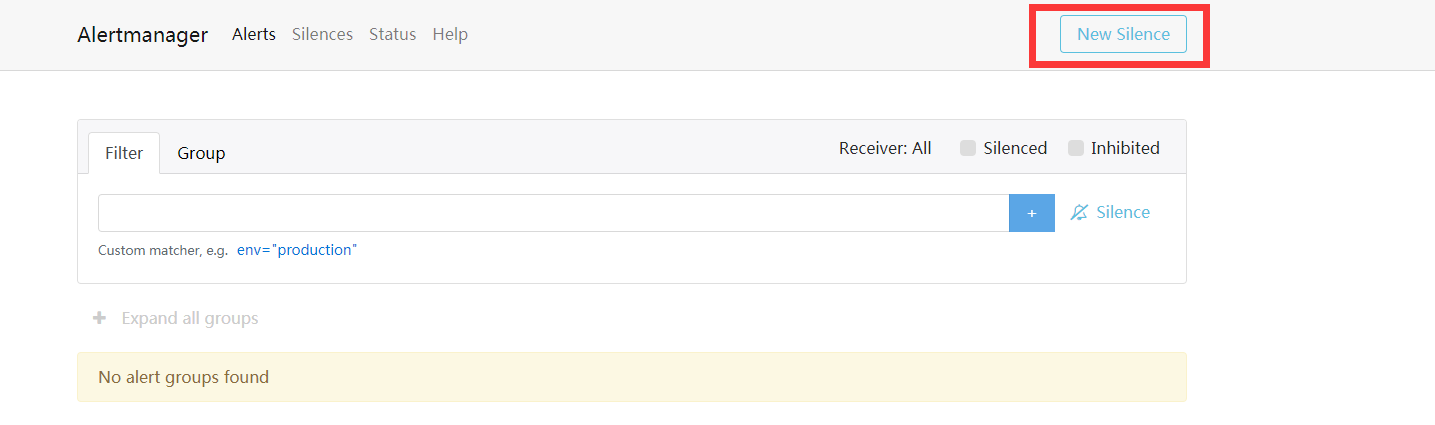 Alertmanager Alerts Silences Status Help New Silence
Filter Group Receiver: All Silenced Inhibited
+ Silence
Custom matcher, e.g. env="production"
+ Expand all groups
No alert groups found